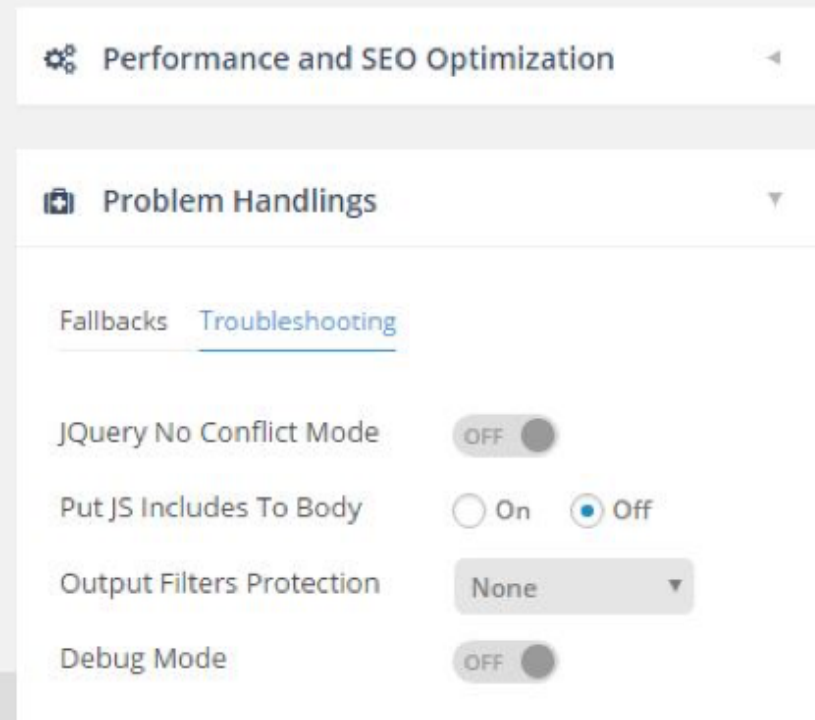 Performance and SEO Optimization
Problem Handlings
Fallbacks Troubleshooting
JQuery No Conflict Mode OFF
Put JS Includes To Body On Off
Output Filters Protection None
Debug Mode OFF